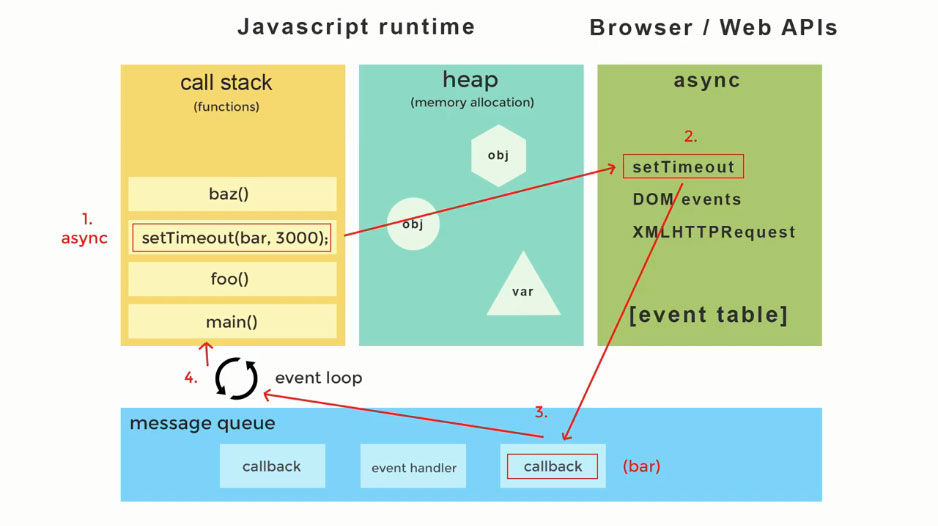 Javascript runtime
Browser / Web APIs
call stack
(functions)
heap
(memory allocation)
async
obj
2.
setTimeout
baz()
DOM events
1.
async
setTimeout(bar, 3000);
obj
XMLHTTPRequest
foo()
var
main()
[event table]
4.
event loop
3.
message queue
callback
event handler
callback
(bar)